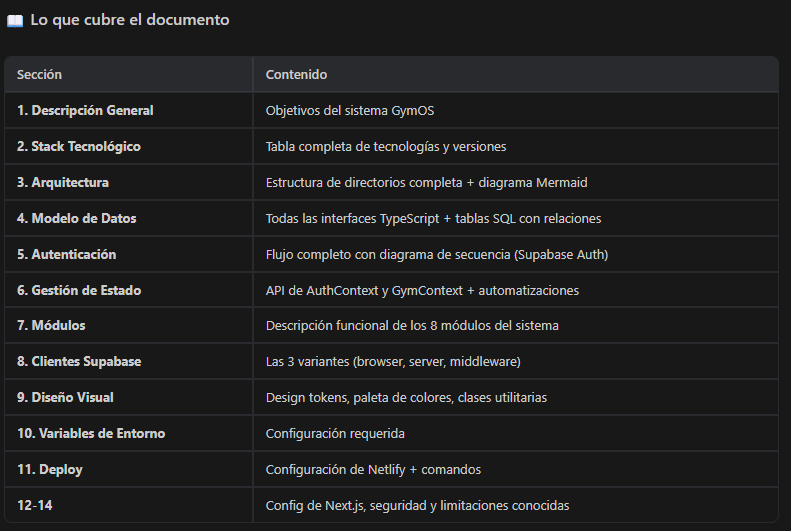 Lo que cubre el documento
Sección Contenido
1. Descripción General Objetivos del sistema GymOS
2. Stack Tecnológico Tabla completa de tecnologías y versiones
3. Arquitectura Estructura de directorios completa + diagrama Mermaid
4. Modelo de Datos Todas las interfaces TypeScript + tablas SQL con relaciones
5. Autenticación Flujo completo con diagrama de secuencia (Supabase Auth)
6. Gestión de Estado API de AuthContext y GymContext + automatizaciones
7. Módulos Descripción funcional de los 8 módulos del sistema
8. Clientes Supabase Las 3 variantes (browser, server, middleware)
9. Diseño Visual Design tokens, paleta de colores, clases utilitarias
10. Variables de Entorno Configuración requerida
11. Deploy Configuración de Netlify + comandos
12-14 Config de Next.js, seguridad y limitaciones conocidas